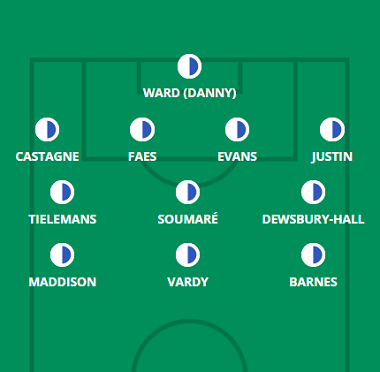 WARD (DANNY)
CASTAGNE FAES EVANS JUSTIN
TIELEMANS SOUMARÉ DEWSBURY-HALL
MADDISON VARDY BARNES